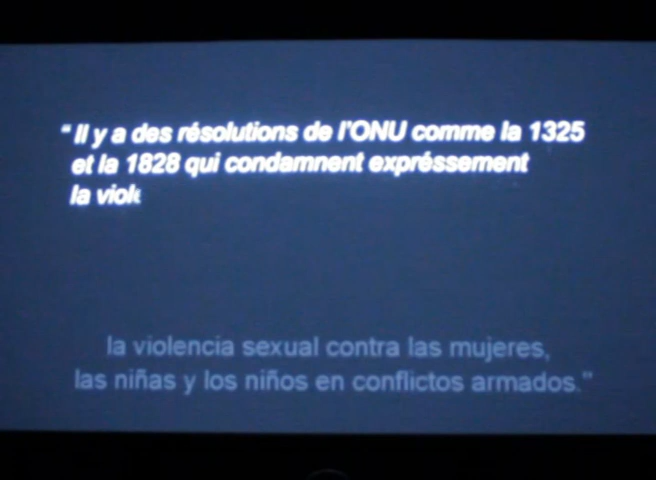 " Il y a des résolutions de l'ONU comme la 1325
et la 1828 qui condamnent expréssement
la viole
la violencia sexual contra las mujeres,
las niñas y los niños en conflictos armados."